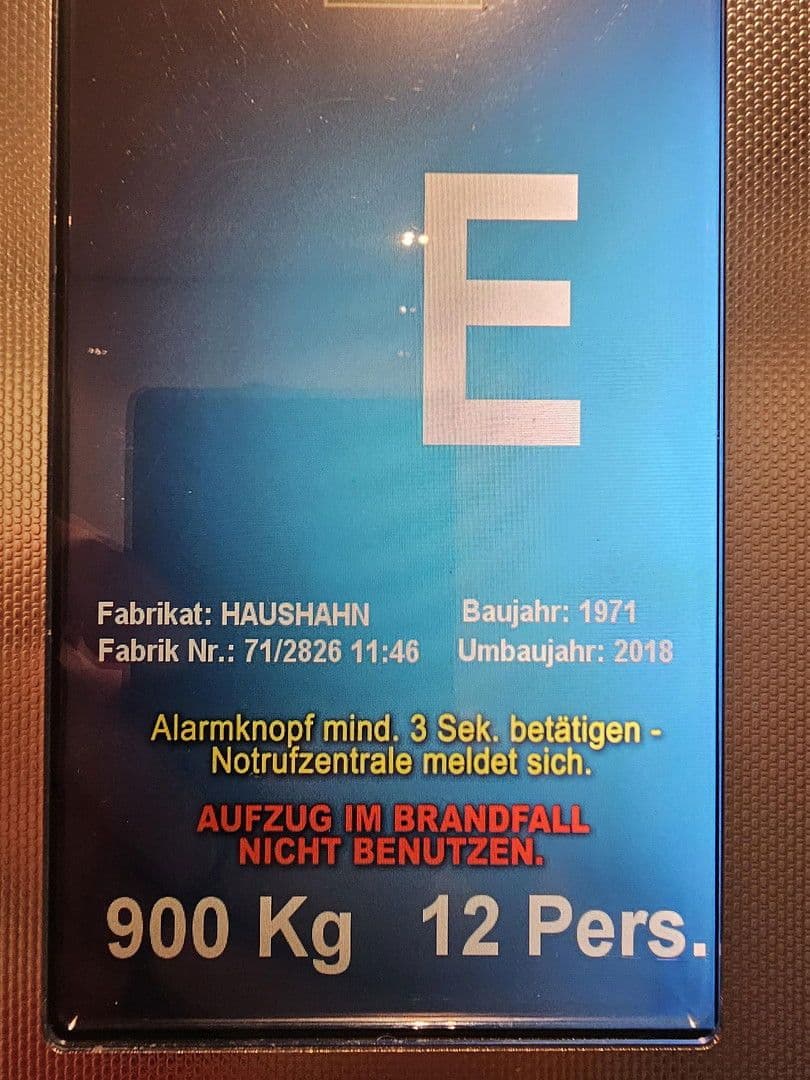 E
Fabrikat: HAUSHAHN Baujahr: 1971
Fabrik Nr.: 71/2826 11:46 Umbaujahr: 2018
Alarmknopf mind. 3 Sek. betätigen -
Notrufzentrale meldet sich.
AUFZUG IM BRANDFALL
NICHT BENUTZEN.
900 Kg 12 Pers.